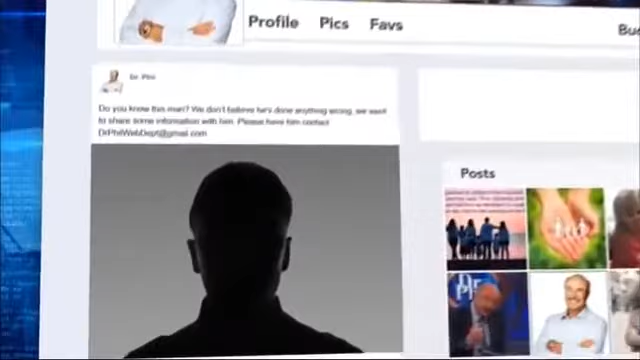 Profile Pics Favs
Dr. Phil
Do you know this man? We don't believe he's done anything wrong, we want
to share some information with him. Please have him contact
DrPhilWebDept@gmail.com
Posts